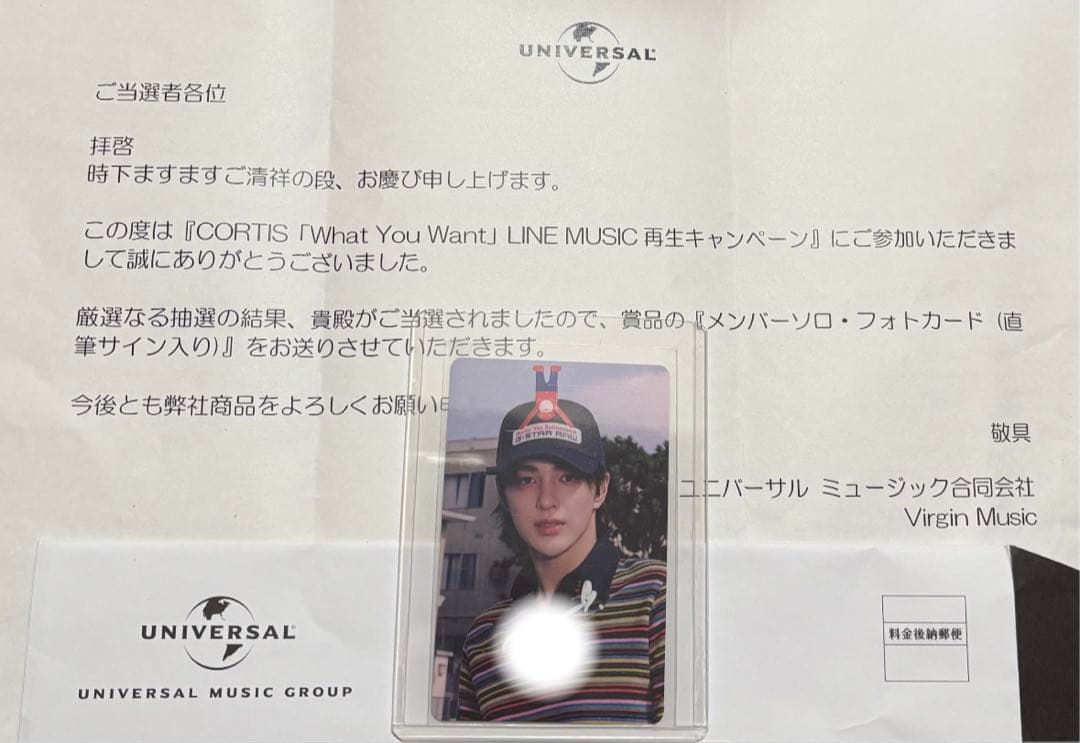 UNIVERSAL
ご当選者各位
拝啓
時下ますますご清祥の段、お慶び申し上げます。
この度は『CORTIS「What You Want」LINE MUSIC 再生キャンペーン』にご参加いただきま
して誠にありがとうございました。
厳選なる抽選の結果、貴殿がご当選されましたので、賞品の『メンバーソロ・フォトカード (直
筆サイン入り)』をお送りさせていただきます。
今後とも弊社商品をよろしくお願い
敬具
ユニバーサル ミュージック合同会社
Virgin Music
G-STAR RAW
UNIVERSAL
UNIVERSAL MUSIC GROUP
料金後納郵便